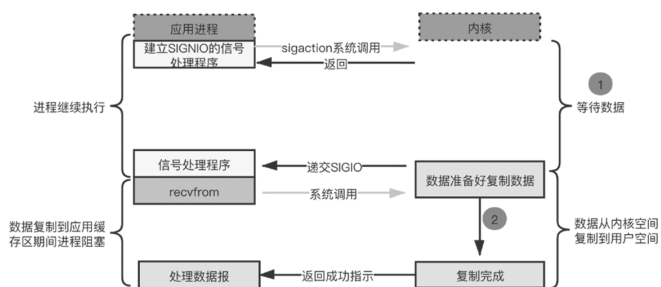 应用进程
内核
建立SIGNIO的信号
处理程序
sigaction系统调用
返回
1
进程继续执行
等待数据
信号处理程序
递交SIGIO
数据准备好复制数据
recvfrom
系统调用
2
数据复制到应用缓
存区期间进程阻塞
数据从内核空间
复制到用户空间
处理数据报
返回成功指示
复制完成